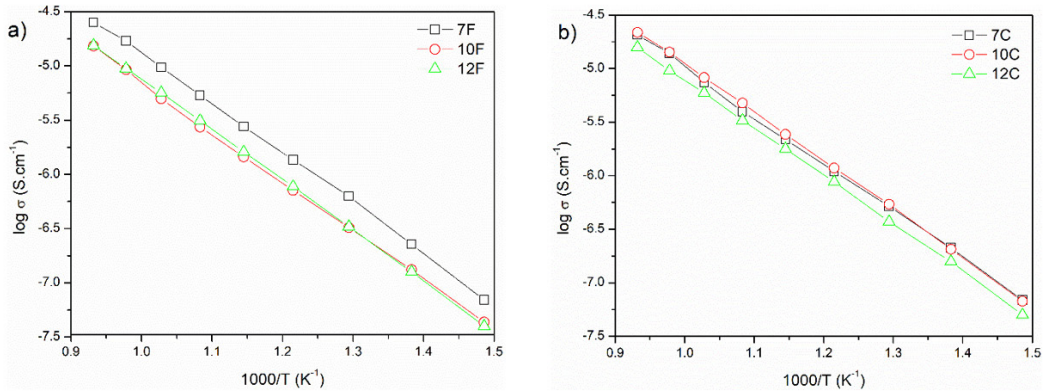 a)
7F
10F
12F
log σ (S.cm⁻¹)
-4.5
-5.0
-5.5
-6.0
-6.5
-7.0
-7.5
0.9 1.0 1.1 1.2 1.3 1.4 1.5
1000/T (K⁻¹)
b)
7C
10C
12C
log σ (S.cm⁻¹)
-4.5
-5.0
-5.5
-6.0
-6.5
-7.0
-7.5
0.9 1.0 1.1 1.2 1.3 1.4 1.5
1000/T (K⁻¹)